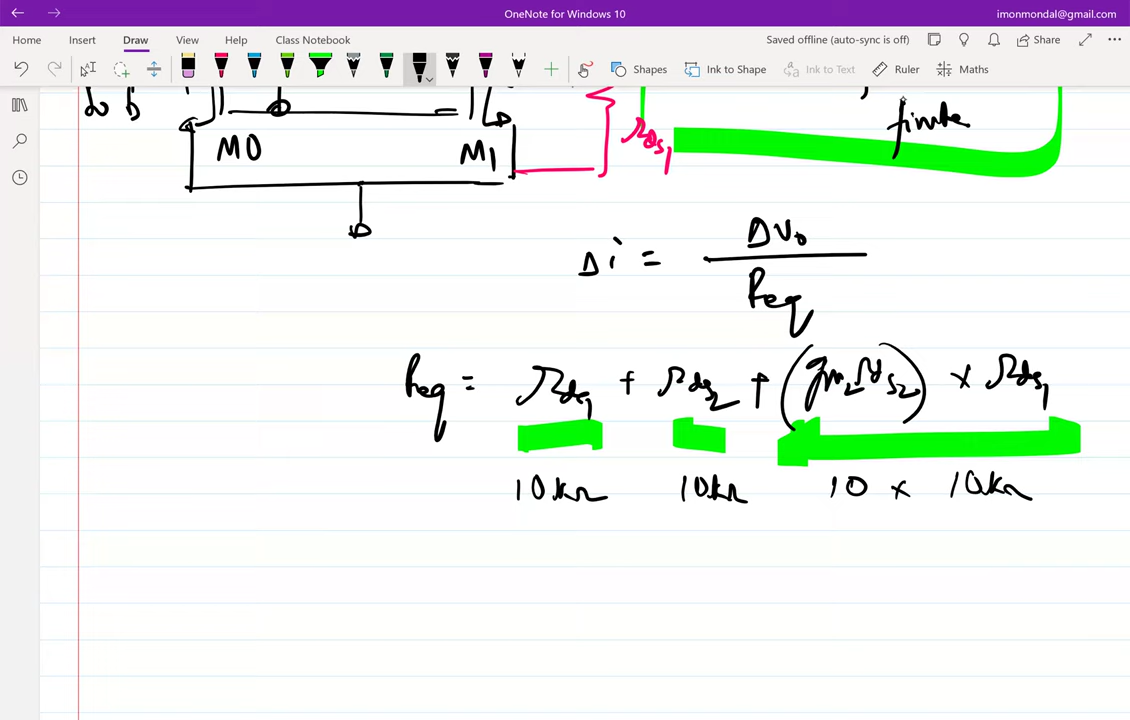 OneNote for Windows 10
imonmondal@gmail.com
Home Insert Draw View Help Class Notebook
Saved offline (auto-sync is off) Share
Shapes Ink to Shape Ink to Text Ruler Maths
M0 M1 rds1 finite
Δi = ΔVo / Req
Req = rds1 + rds2 + (gm2 rds2) × rds1
10kΩ 10kΩ 10 × 10kΩ